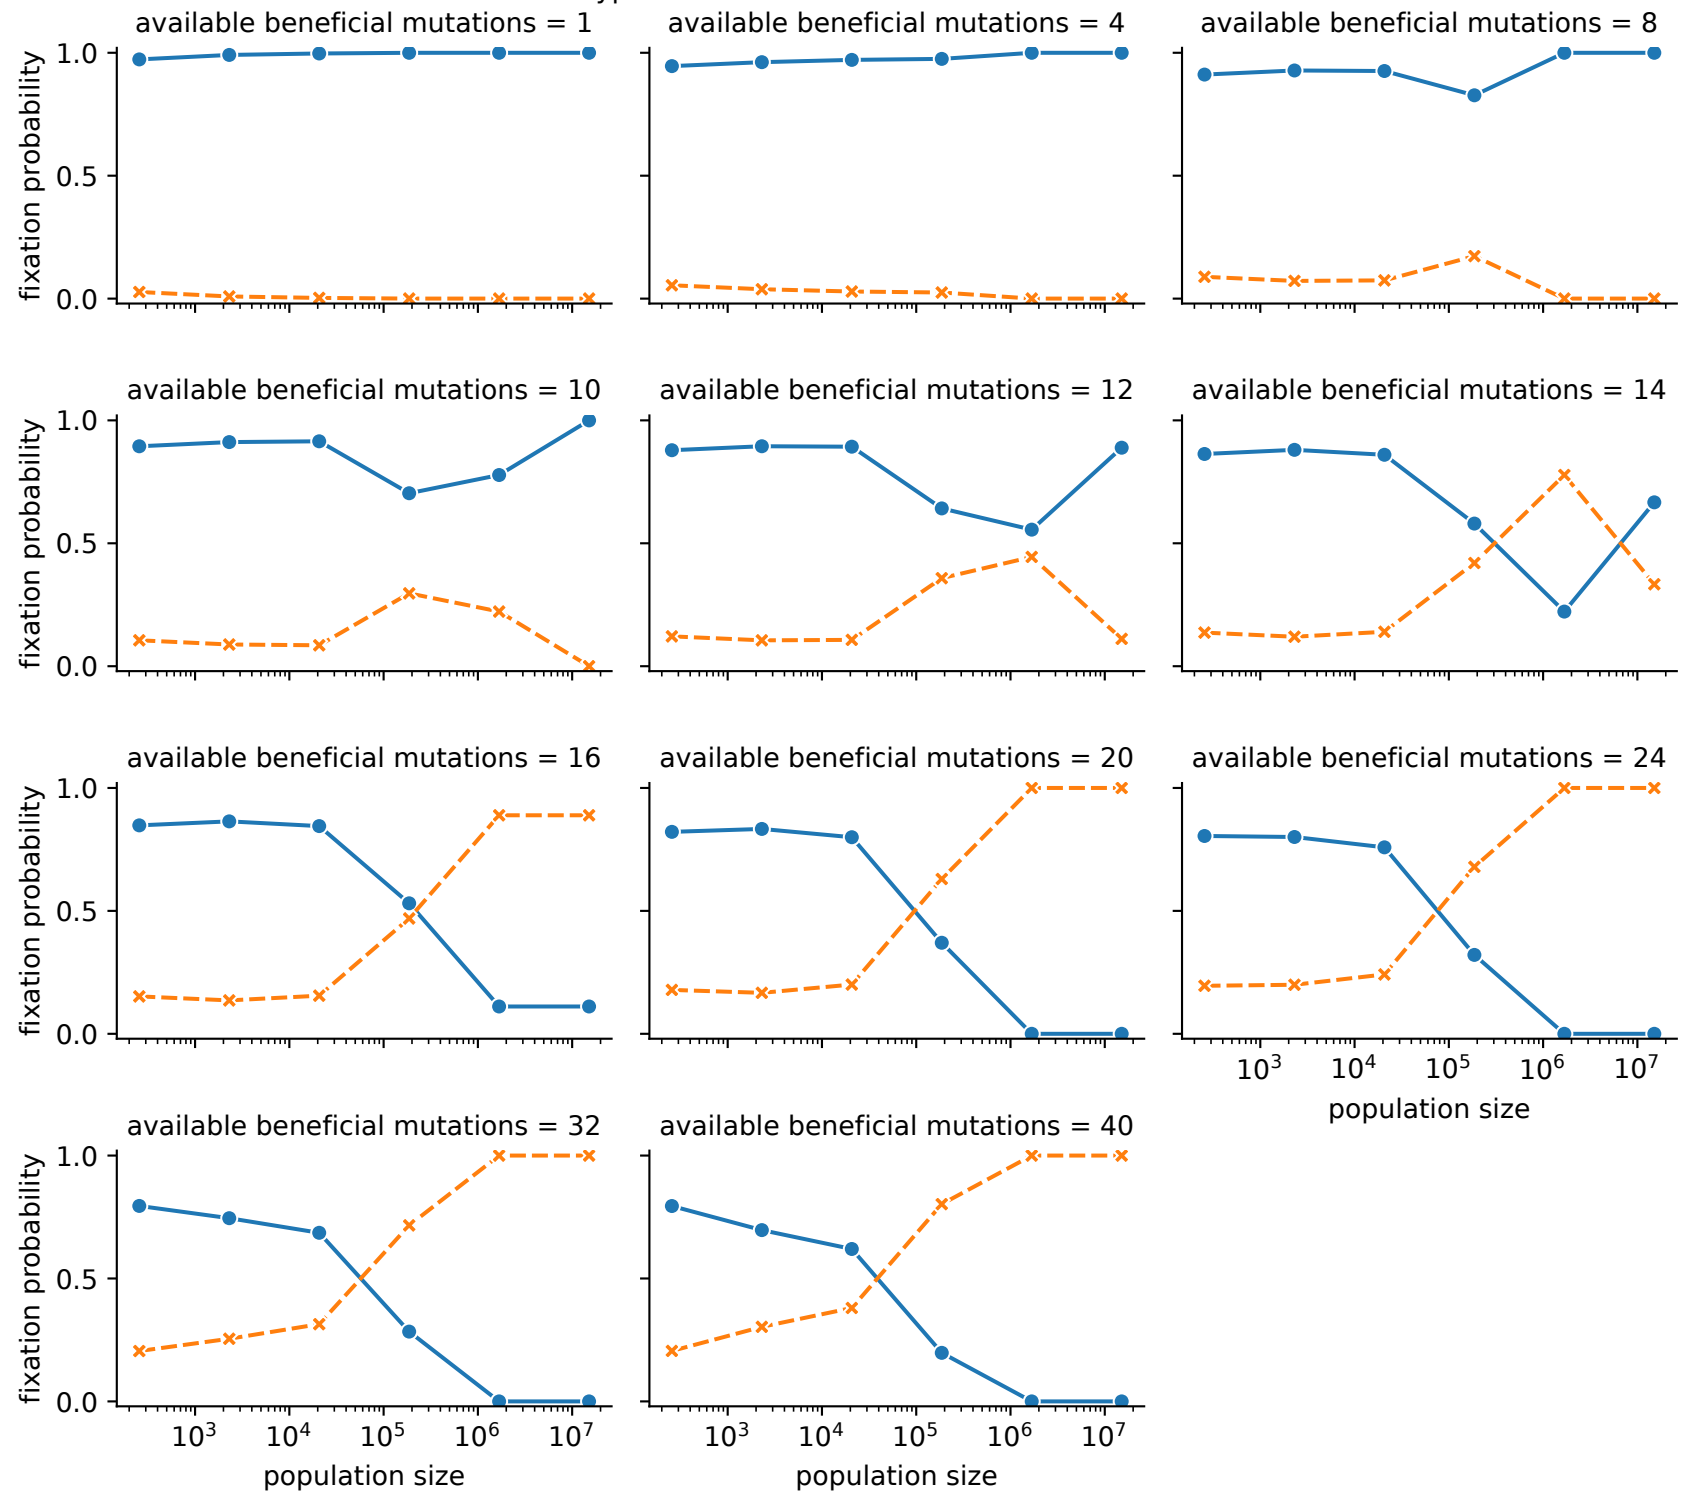 available beneficial mutations = 1
available beneficial mutations = 4
available beneficial mutations = 8
fixation probability
1.0
0.5
0.0
available beneficial mutations = 10
available beneficial mutations = 12
available beneficial mutations = 14
fixation probability
1.0
0.5
0.0
available beneficial mutations = 16
available beneficial mutations = 20
available beneficial mutations = 24
fixation probability
1.0
0.5
0.0
10³ 10⁴ 10⁵ 10⁶ 10⁷
population size
available beneficial mutations = 32
available beneficial mutations = 40
fixation probability
1.0
0.5
0.0
10³ 10⁴ 10⁵ 10⁶ 10⁷
10³ 10⁴ 10⁵ 10⁶ 10⁷
population size
population size